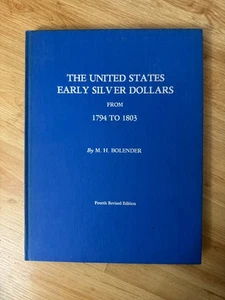 THE UNITED STATES
EARLY SILVER DOLLARS
FROM
1794 TO 1803
By M. H. BOLENDER
Fourth Revised Edition